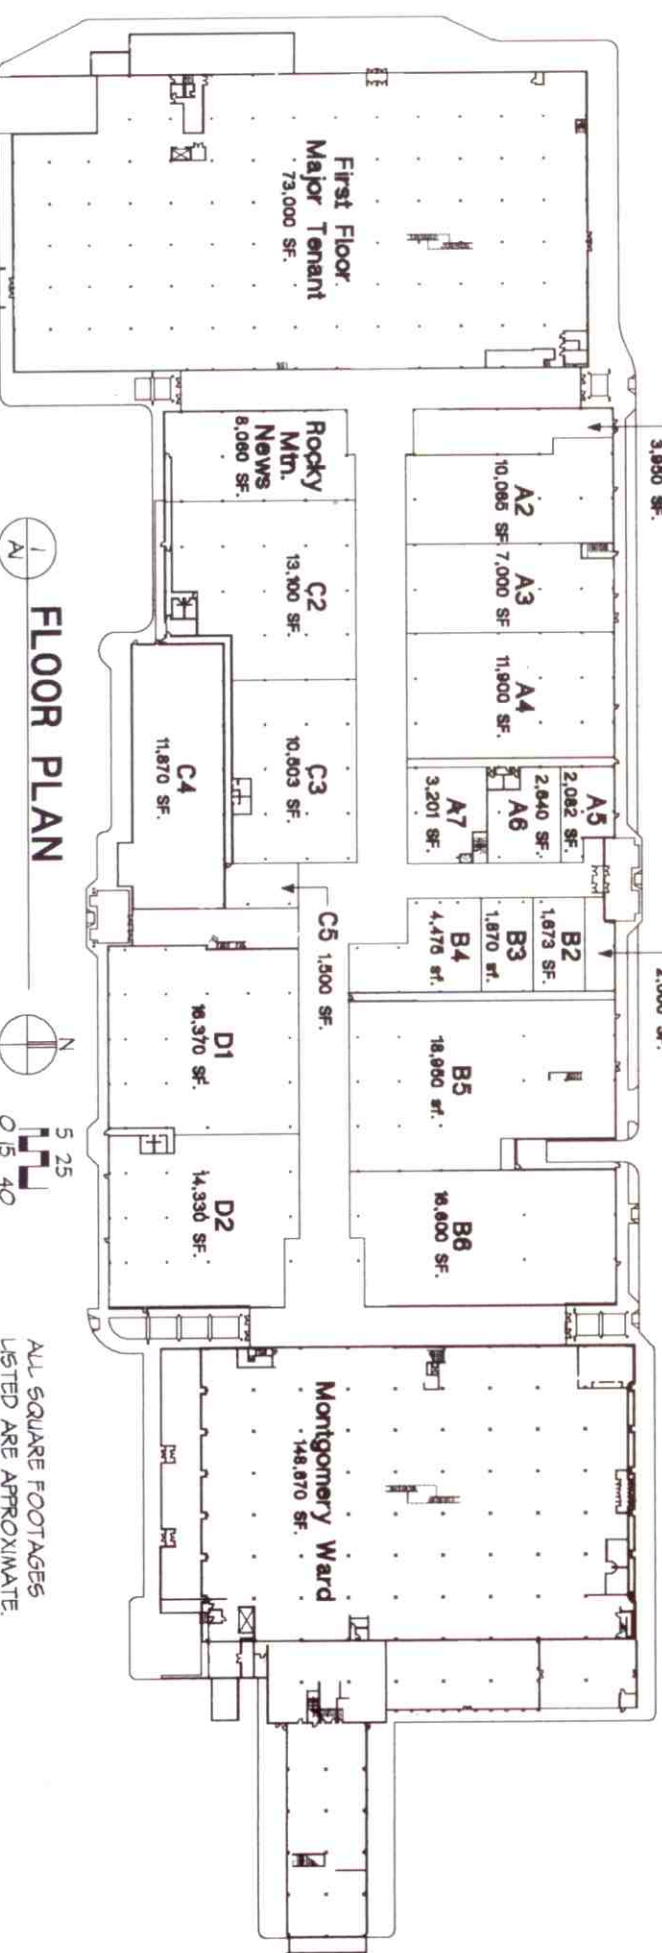 3,950 SF.
First Floor
Major Tenant
73,000 SF.
A2
10,065 SF.
A3
7,000 SF
A4
11,900 SF.
A5
2,082 SF.
A6
2,640 SF.
A7
3,201 SF.
B2
1,673 SF.
B3
1,870 sf.
B4
4,475 sf.
B5
18,950 sf.
B6
16,600 SF.
Montgomery Ward
148,670 SF.
Rocky
Mtn.
News
8,060 SF.
C2
13,100 SF.
C3
10,503 SF.
C4
11,870 SF.
C5 1,500 SF.
D1
16,370 SF.
D2
14,330 SF.
FLOOR PLAN
N
5 25
0 15 40
ALL SQUARE FOOTAGES
LISTED ARE APPROXIMATE.